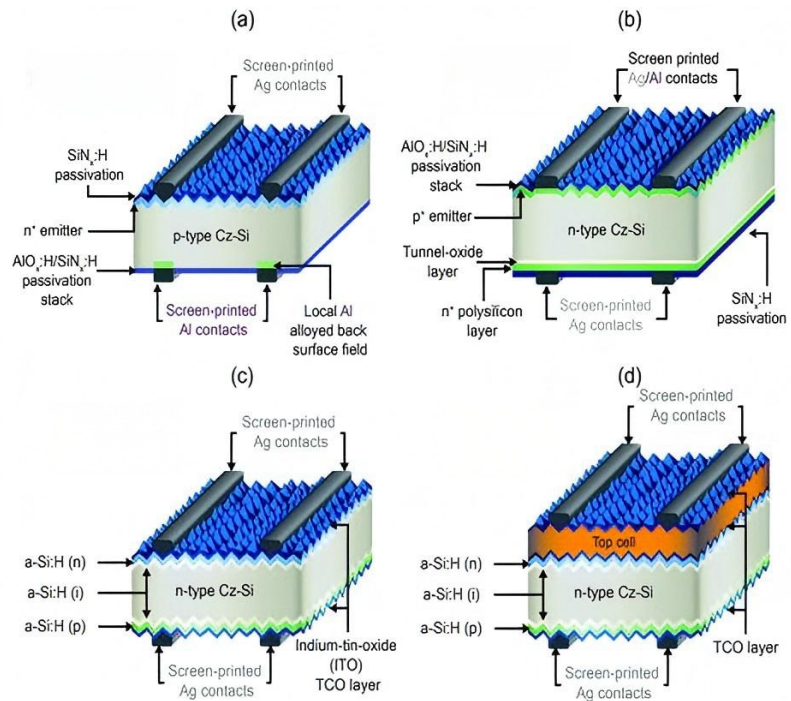 (a)
Screen-printed
Ag contacts
SiNx:H
passivation
n+ emitter
p-type Cz-Si
AlOx:H/SiNx:H
passivation
stack
Screen-printed
Al contacts
Local Al
alloyed back
surface field
(b)
Screen printed
Ag/Al contacts
AlOx:H/SiNx:H
passivation
stack
p+ emitter
n-type Cz-Si
Tunnel-oxide
layer
n+ polysilicon
layer
Screen-printed
Ag contacts
SiNx:H
passivation
(c)
Screen-printed
Ag contacts
a-Si:H (n)
a-Si:H (i)
a-Si:H (p)
n-type Cz-Si
Screen-printed
Ag contacts
Indium-tin-oxide
(ITO)
TCO layer
(d)
Screen-printed
Ag contacts
Top cell
a-Si:H (n)
a-Si:H (i)
a-Si:H (p)
n-type Cz-Si
Screen-printed
Ag contacts
TCO layer